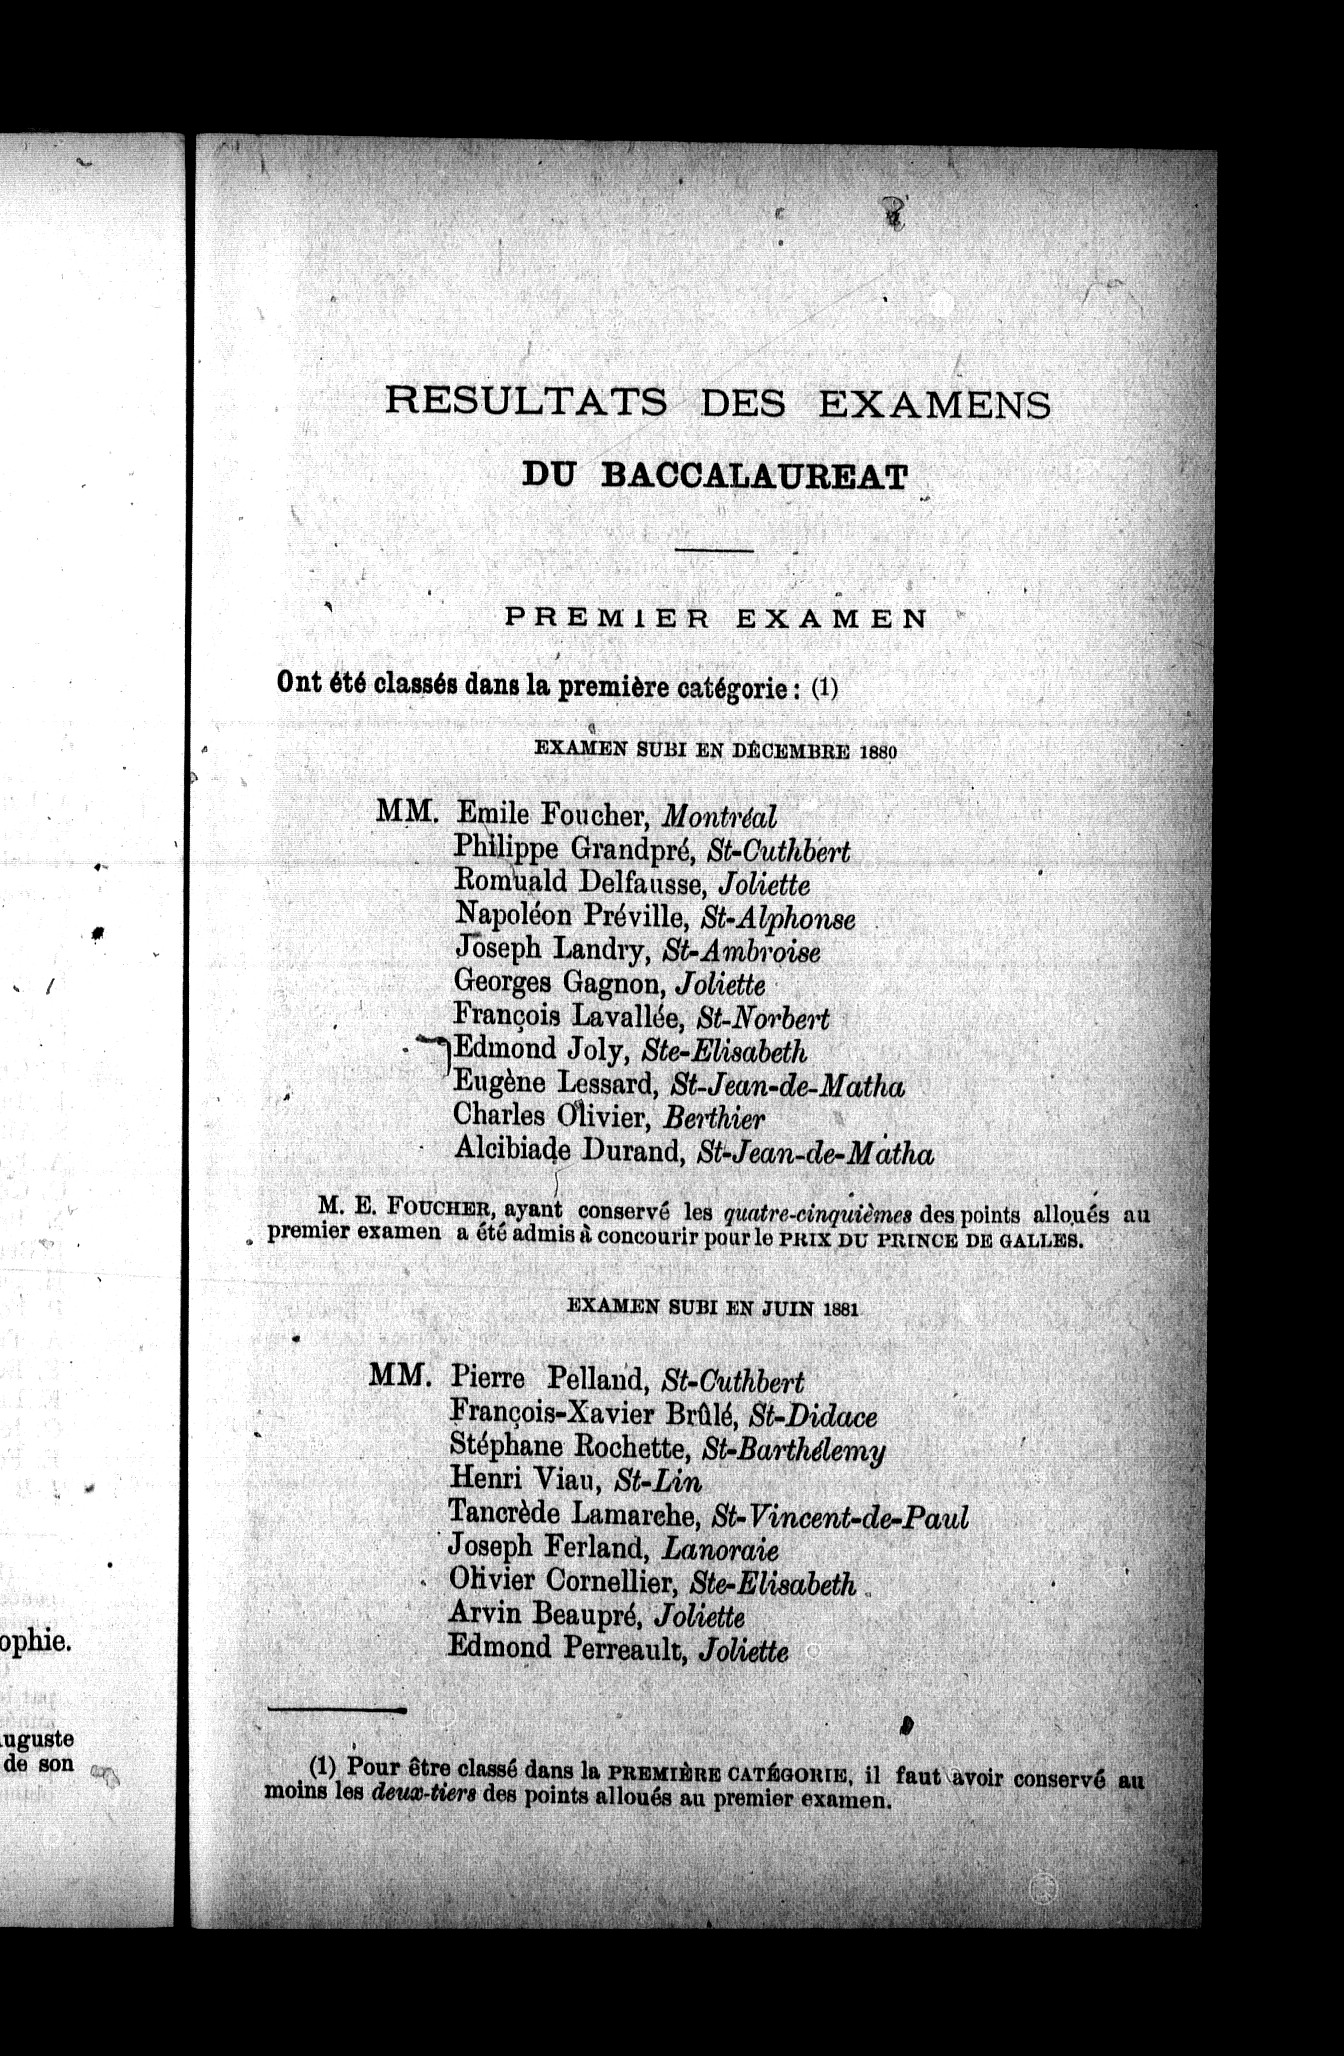 RESULTATS DES EXAMENS
DU BACCALAUREAT
PREMIER EXAMEN
Ont été classés dans la première catégorie : (1)
EXAMEN SUBI EN DÉCEMBRE 1880
MM. Emile Foucher, Montréal
Philippe Grandpré, St-Cuthbert
Romuald Delfausse, Joliette
Napoléon Préville, St-Alphonse
Joseph Landry, St-Ambroise
Georges Gagnon, Joliette
François Lavallée, St-Norbert
Edmond Joly, Ste-Elisabeth
Eugène Lessard, St-Jean-de-Matha
Charles Olivier, Berthier
Alcibiade Durand, St-Jean-de-Matha
M. E. FOUCHER, ayant conservé les quatre-cinquièmes des points alloués au
premier examen a été admis à concourir pour le PRIX DU PRINCE DE GALLES.
EXAMEN SUBI EN JUIN 1881
MM. Pierre Pelland, St-Cuthbert
François-Xavier Brûlé, St-Didace
Stéphane Rochette, St-Barthélemy
Henri Viau, St-Lin
Tancrède Lamarche, St-Vincent-de-Paul
Joseph Ferland, Lanoraie
Olivier Cornellier, Ste-Elisabeth
Arvin Beaupré, Joliette
Edmond Perreault, Joliette
(1) Pour être classé dans la PREMIÈRE CATÉGORIE, il faut avoir conservé au
moins les deux-tiers des points alloués au premier examen.
ophie.
uguste
de son